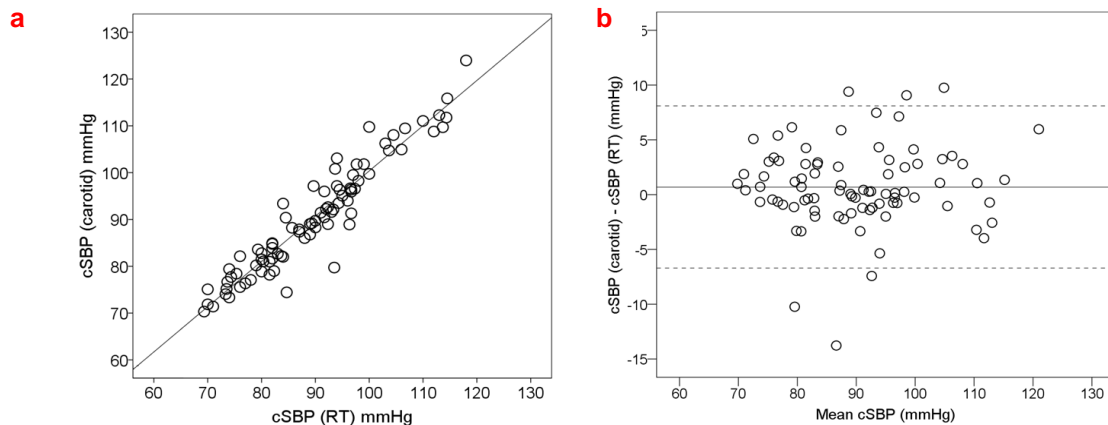 a
130
120
110
100
90
80
70
60
60 70 80 90 100 110 120 130
cSBP (RT) mmHg
cSBP (carotid) mmHg
b
5
10
5
0
-5
-10
-15
60 70 80 90 100 110 120 130
Mean cSBP (mmHg)
cSBP (carotid) - cSBP (RT) (mmHg)